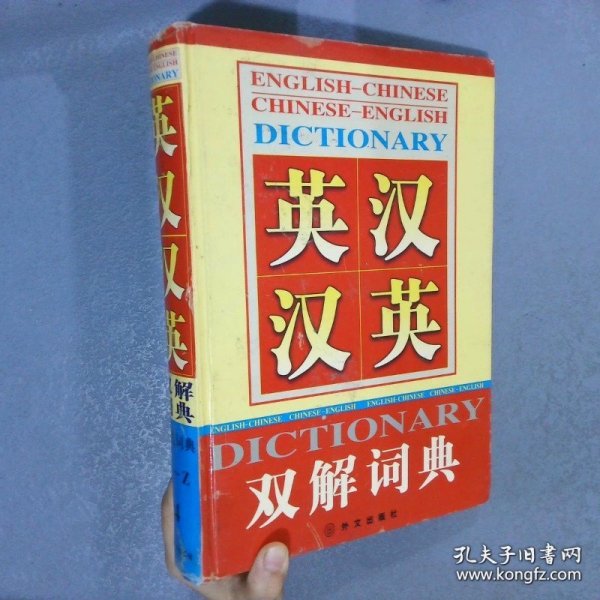 ENGLISH-CHINESE
CHINESE-ENGLISH
DICTIONARY
英汉
汉英
ENGLISH-CHINESE CHINESE-ENGLISH ENGLISH-CHINESE CHINESE-ENGLISH
DICTIONARY
双解词典
外文出版社
英汉汉英
解
典
孔夫子旧书网
www.kongfz.com